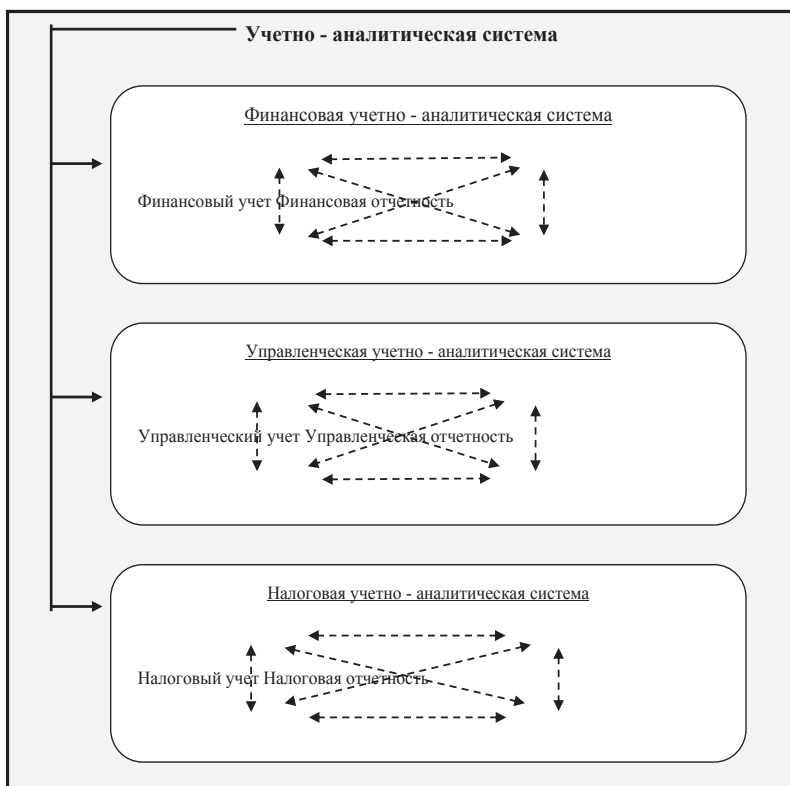 Учетно - аналитическая система
Финансовая учетно - аналитическая система
Финансовый учет Финансовая отчетность
Управленческая учетно - аналитическая система
Управленческий учет Управленческая отчетность
Налоговая учетно - аналитическая система
Налоговый учет Налоговая отчетность